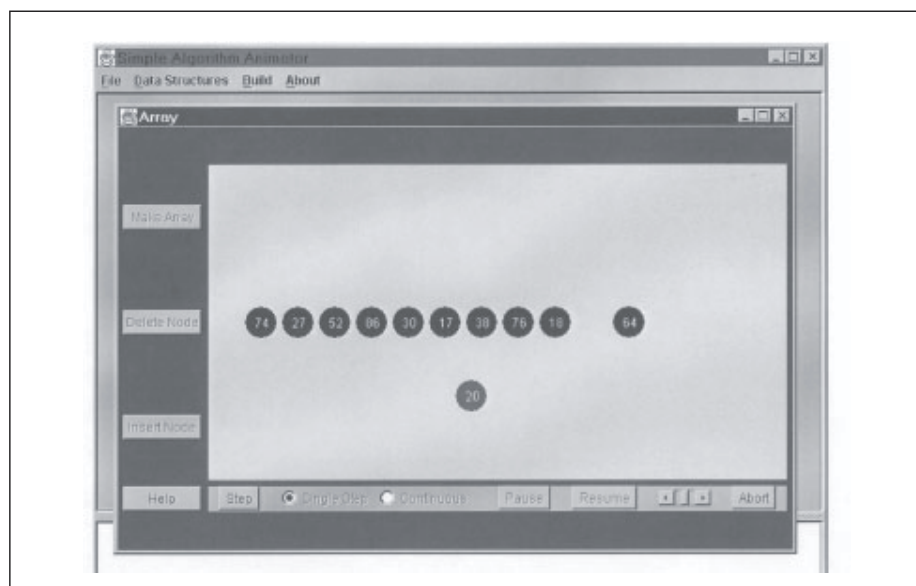 Simple Algorithm Animator
File Data Structures Build About
Array
Make Array
74 27 52 86 30 17 38 76 18 64
Delete Node
20
Insert Node
Help Step Single Step Continuous Pause Resume Abort